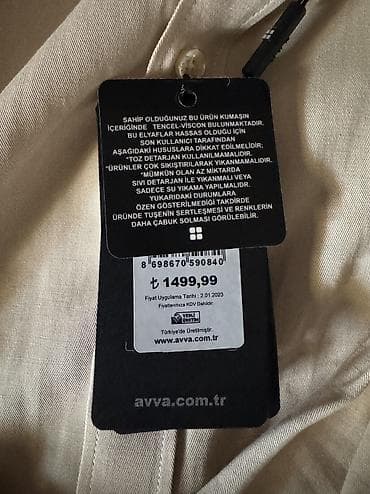 SAHİP OLDUĞUNUZ BU ÜRÜN KUMAŞIN
İÇERİĞİNDE TENCEL-VİSCON BULUNMAKTADIR.
BU ELYAFLAR HASSAS OLDUĞU İÇİN
SON KULLANICI TARAFINDAN
AŞAĞIDAKİ HUSUSLARA DİKKAT EDİLMELİDİR;
*TOZ DETARJAN KULLANILMAMALIDIR.
*ÜRÜNLER ÇOK SIKIŞTIRILARAK YIKANMAMALIDIR.
*MÜMKÜN OLAN AZ MİKTARDA
SIVI DETARJAN İLE YIKANMALI VEYA
SADECE SU YIKAMA YAPILMALIDIR.
YUKARIDAKİ DURUMLARA
ÖZEN GÖSTERİLMEDİĞİ TAKDİRDE
ÜRÜNDE TUŞENİN SERTLEŞMESİ VE RENKLERİN
DAHA ÇABUK SOLMASI GÖRÜLEBİLİR.
8 698670 590840
₺ 1499,99
Fiyat Uygulama Tarihi : 2.01.2023
Fiyatlarımıza KDV Dahildir.
YERLİ
ÜRETİM
Türkiye'de Üretilmiştir.
www.avva.com.tr
avva.com.tr